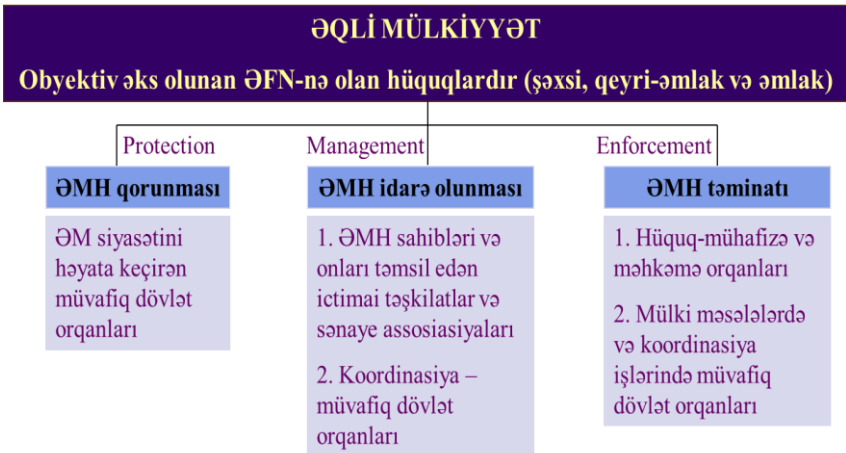 ƏQLİ MÜLKİYYƏT
Obyektiv əks olunan ƏFN-nə olan hüquqlardır (şəxsi, qeyri-əmlak və əmlak)
Protection
ƏMH qorunması
ƏM siyasətini
həyata keçirən
müvafiq dövlət
orqanları
Management
ƏMH idarə olunması
1. ƏMH sahibləri və
onları təmsil edən
ictimai təşkilatlar və
sənaye assosiasiyaları
2. Koordinasiya –
müvafiq dövlət
orqanları
Enforcement
ƏMH təminatı
1. Hüquq-mühafizə və
məhkəmə orqanları
2. Mülki məsələlərdə
və koordinasiya
işlərində müvafiq
dövlət orqanları